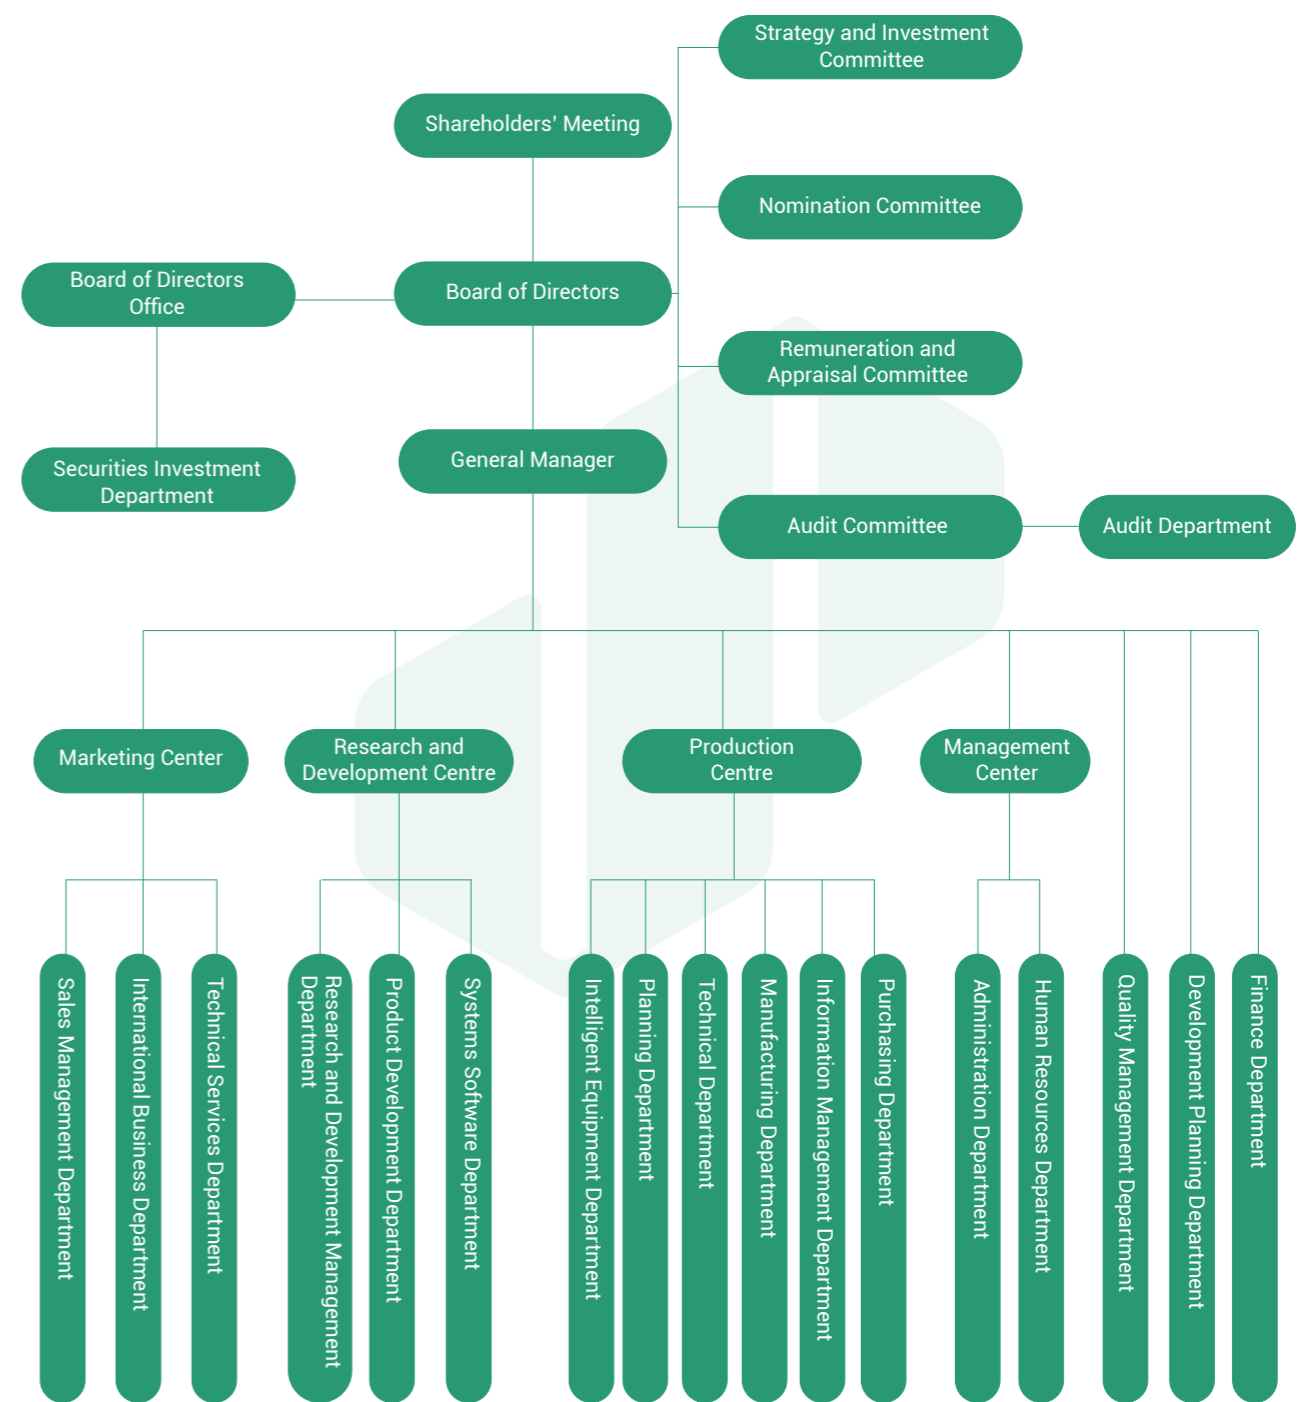 Strategy and Investment
Committee
Shareholders' Meeting
Nomination Committee
Board of Directors
Office
Board of Directors
Remuneration and
Appraisal Committee
Securities Investment
Department
General Manager
Audit Committee
Audit Department
Marketing Center
Research and
Development Centre
Production
Centre
Management
Center
Sales Management Department
International Business Department
Technical Services Department
Research and Development Management
Department
Product Development Department
Systems Software Department
Intelligent Equipment Department
Planning Department
Technical Department
Manufacturing Department
Information Management Department
Purchasing Department
Administration Department
Human Resources Department
Quality Management Department
Development Planning Department
Finance Department